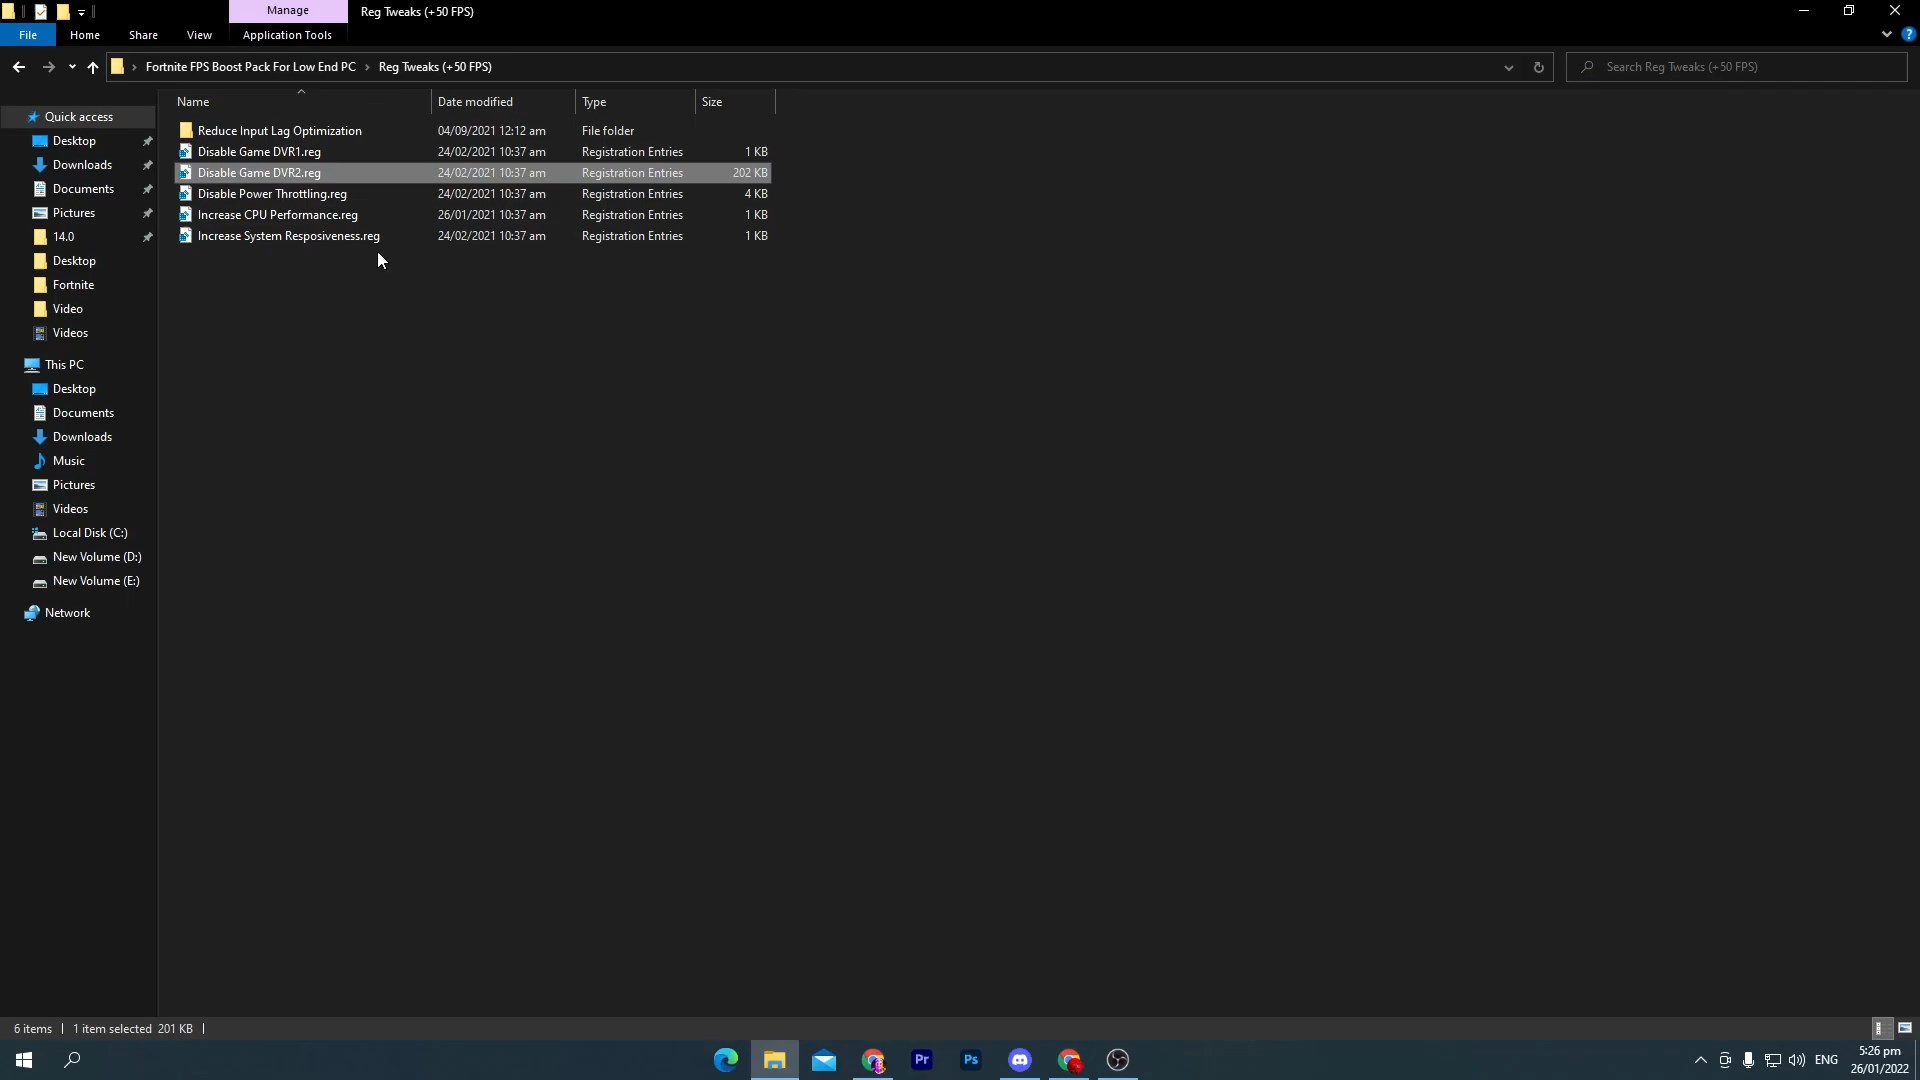 Manage
Reg Tweaks (+50 FPS)
File
Home
Share
View
Application Tools
Fortnite FPS Boost Pack For Low End PC
Reg Tweaks (+50 FPS)
Search Reg Tweaks (+50 FPS)
Name
Date modified
Type
Size
Reduce Input Lag Optimization 04/09/2021 12:12 am File folder
Disable Game DVR1.reg 24/02/2021 10:37 am Registration Entries 1 KB
Disable Game DVR2.reg 24/02/2021 10:37 am Registration Entries 202 KB
Disable Power Throttling.reg 24/02/2021 10:37 am Registration Entries 4 KB
Increase CPU Performance.reg 26/01/2021 10:37 am Registration Entries 1 KB
Increase System Resposiveness.reg 24/02/2021 10:37 am Registration Entries 1 KB
Quick access
Desktop
Downloads
Documents
Pictures
14.0
Desktop
Fortnite
Video
Videos
This PC
Desktop
Documents
Downloads
Music
Pictures
Videos
Local Disk (C:)
New Volume (D:)
New Volume (E:)
Network
6 items
1 item selected 201 KB
Pr
Ps
ENG
5:26 pm
26/01/2022